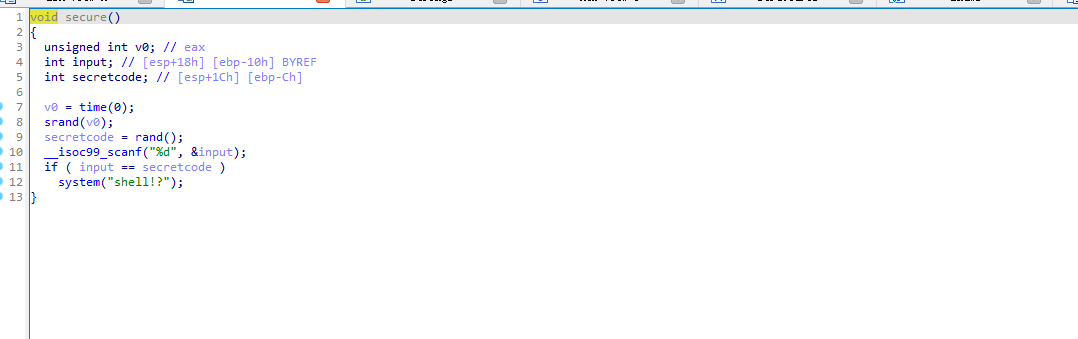 1 void secure()
2 {
3 unsigned int v0; // eax
4 int input; // [esp+18h] [ebp-10h] BYREF
5 int secretcode; // [esp+1Ch] [ebp-Ch]
6
7 v0 = time(0);
8 srand(v0);
9 secretcode = rand();
10 __isoc99_scanf("%d", &input);
11 if ( input == secretcode )
12 system("shell!?");
13 }